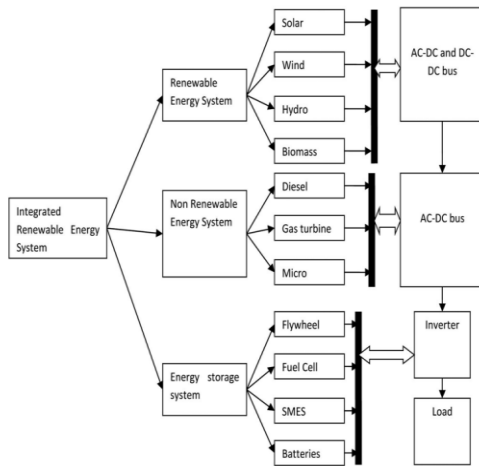 Integrated
Renewable Energy
System
Renewable
Energy System
Non Renewable
Energy System
Energy storage
system
Solar
Wind
Hydro
Biomass
Diesel
Gas turbine
Micro
Flywheel
Fuel Cell
SMES
Batteries
AC-DC and DC-
DC bus
AC-DC bus
Inverter
Load